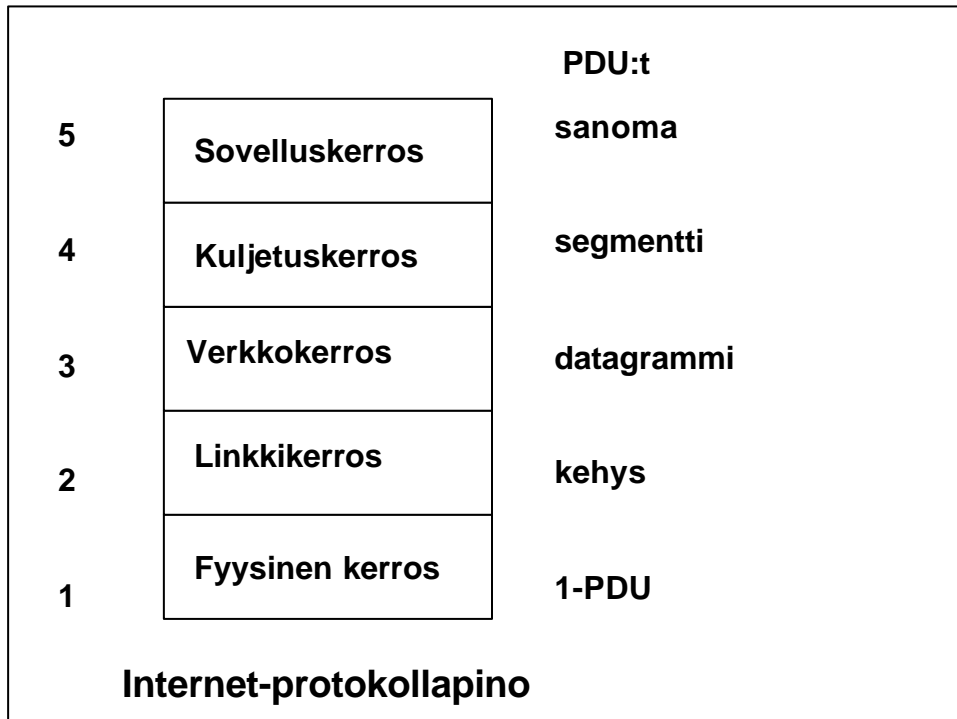 PDU:t
5 Sovelluskerros sanoma
4 Kuljetuskerros segmentti
3 Verkkokerros datagrammi
2 Linkkikerros kehys
1 Fyysinen kerros 1-PDU
Internet-protokollapino